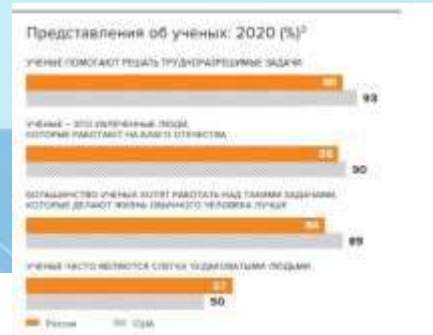 Представления об ученых: 2020 (%)²
УЧЕНЫЕ ПОМОГАЮТ РЕШАТЬ ТРУДНОРАЗРЕШИМЫЕ ЗАДАЧИ
93
УЧЕНЫЕ – ЭТО УВЛЕЧЕННЫЕ ЛЮДИ,
КОТОРЫЕ РАБОТАЮТ НА БЛАГО ОТЕЧЕСТВА
90
БОЛЬШИНСТВО УЧЕНЫХ ХОТЯТ РАБОТАТЬ НАД ТАКИМИ ЗАДАЧАМИ,
КОТОРЫЕ ДЕЛАЮТ ЖИЗНЬ ОБЫЧНОГО ЧЕЛОВЕКА ЛУЧШЕ
84
89
УЧЕНЫЕ ЧАСТО ЯВЛЯЮТСЯ СЛЕГКА ЧУДАКОВАТЫМИ ЛЮДЬМИ
50
Россия США